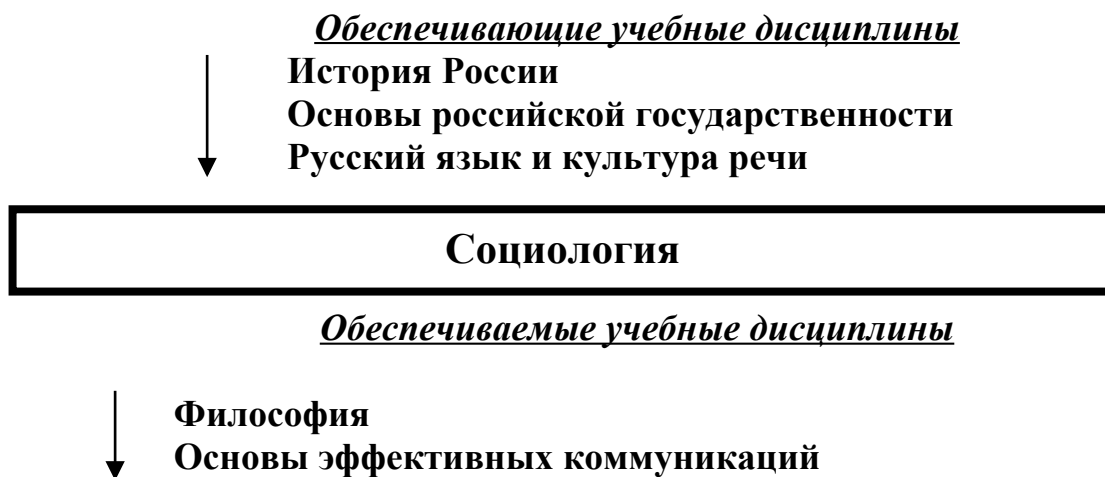 Обеспечивающие учебные дисциплины
История России
Основы российской государственности
Русский язык и культура речи
Социология
Обеспечиваемые учебные дисциплины
Философия
Основы эффективных коммуникаций